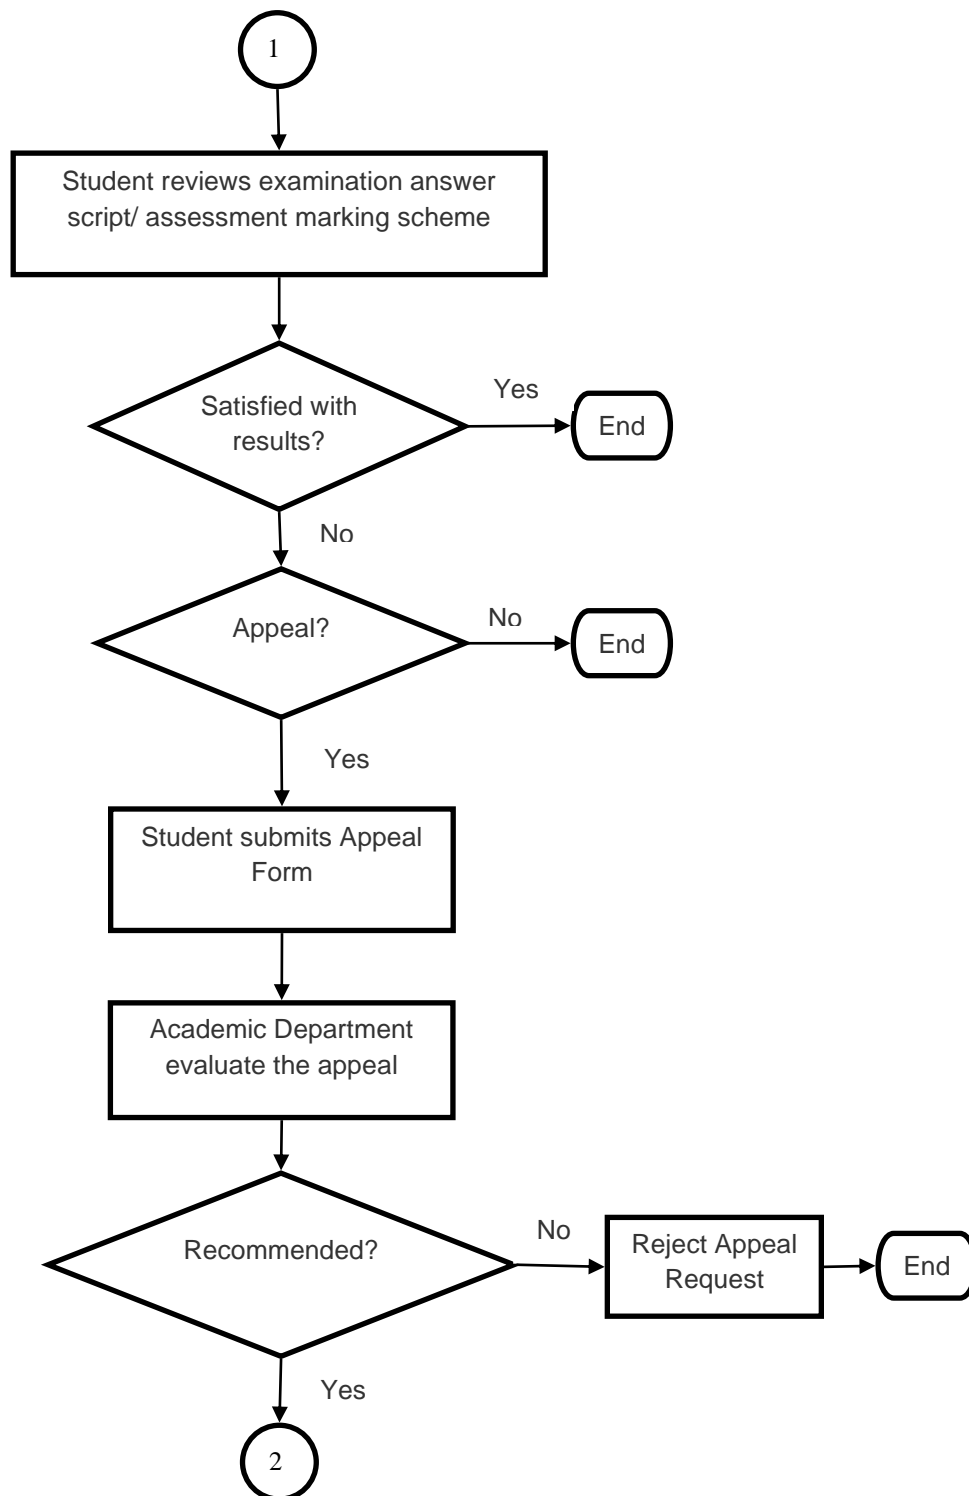 1
Student reviews examination answer
script/ assessment marking scheme
Satisfied with
results?
Yes
End
No
Appeal?
No
End
Yes
Student submits Appeal
Form
Academic Department
evaluate the appeal
Recommended?
No
Reject Appeal
Request
End
Yes
2